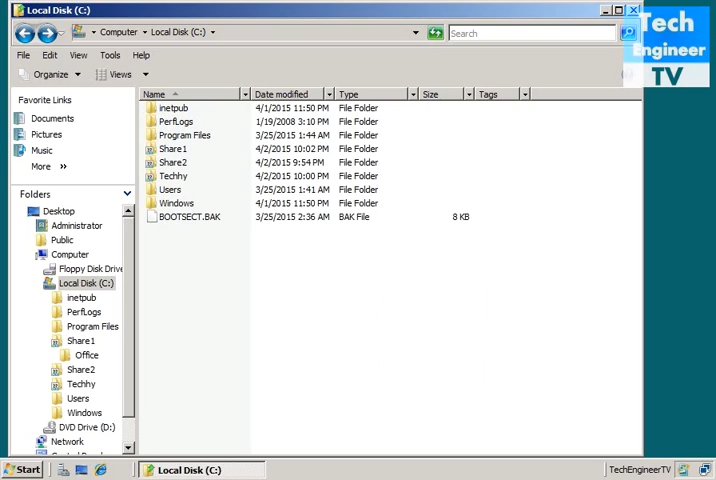 Local Disk (C:)
Computer Local Disk (C:)
Search
File Edit View Tools Help
Organize Views
Favorite Links
Documents
Pictures
Music
More »
Folders
Desktop
Administrator
Public
Computer
Floppy Disk Drive
Local Disk (C:)
inetpub
PerfLogs
Program Files
Share1
Office
Share2
Techhy
Users
Windows
DVD Drive (D:)
Network
Name Date modified Type Size Tags
inetpub 4/1/2015 11:50 PM File Folder
PerfLogs 1/19/2008 3:10 PM File Folder
Program Files 3/25/2015 1:44 AM File Folder
Share1 4/2/2015 10:02 PM File Folder
Share2 4/2/2015 9:54 PM File Folder
Techhy 4/2/2015 10:00 PM File Folder
Users 3/25/2015 1:41 AM File Folder
Windows 4/1/2015 11:50 PM File Folder
BOOTSECT.BAK 3/25/2015 2:36 AM BAK File 8 KB
Tech
Engineer
TV
Start Local Disk (C:) TechEngineerTV